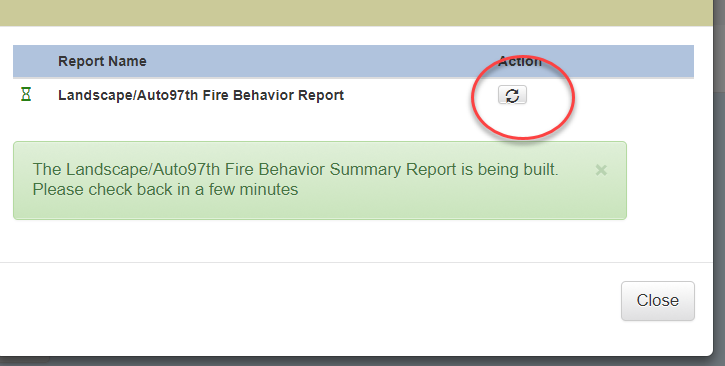 Report Name Action
Landscape/Auto97th Fire Behavior Report
The Landscape/Auto97th Fire Behavior Summary Report is being built. ×
Please check back in a few minutes
Close